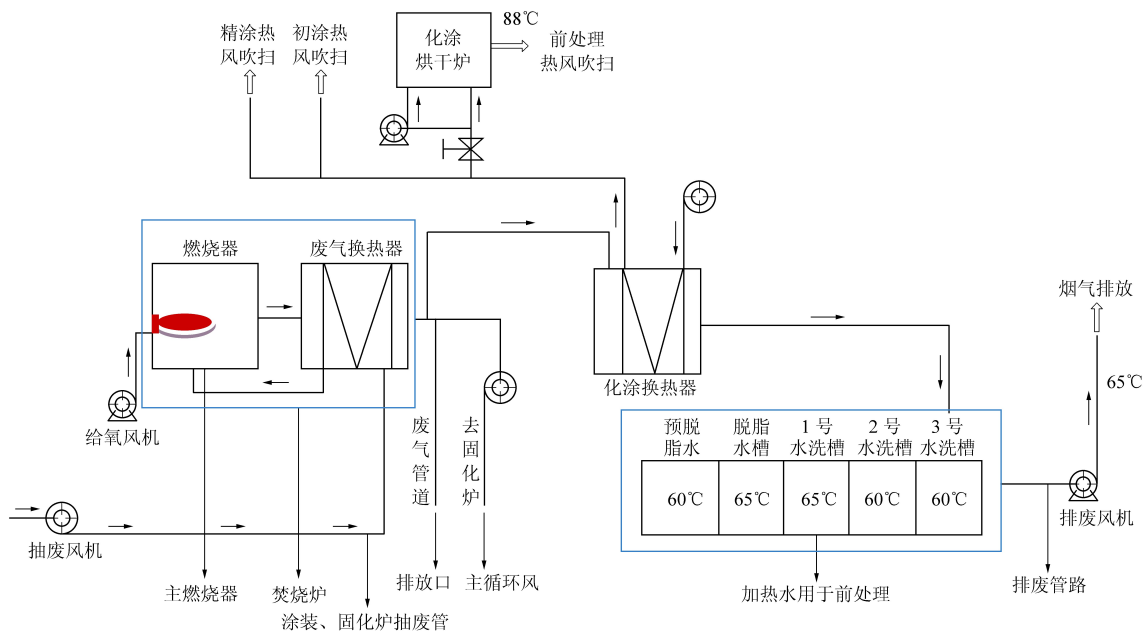 88℃
精涂热
风吹扫
初涂热
风吹扫
化涂
烘干炉
前处理
热风吹扫
燃烧器
废气换热器
给氧风机
化涂换热器
烟气排放
65℃
废气管道
去固化炉
预脱
脂水
脱脂
水槽
1号
水洗槽
2号
水洗槽
3号
水洗槽
60℃
65℃
65℃
60℃
60℃
排废风机
抽废风机
主燃烧器
焚烧炉
涂装、固化炉抽废管
排放口
主循环风
加热水用于前处理
排废管路